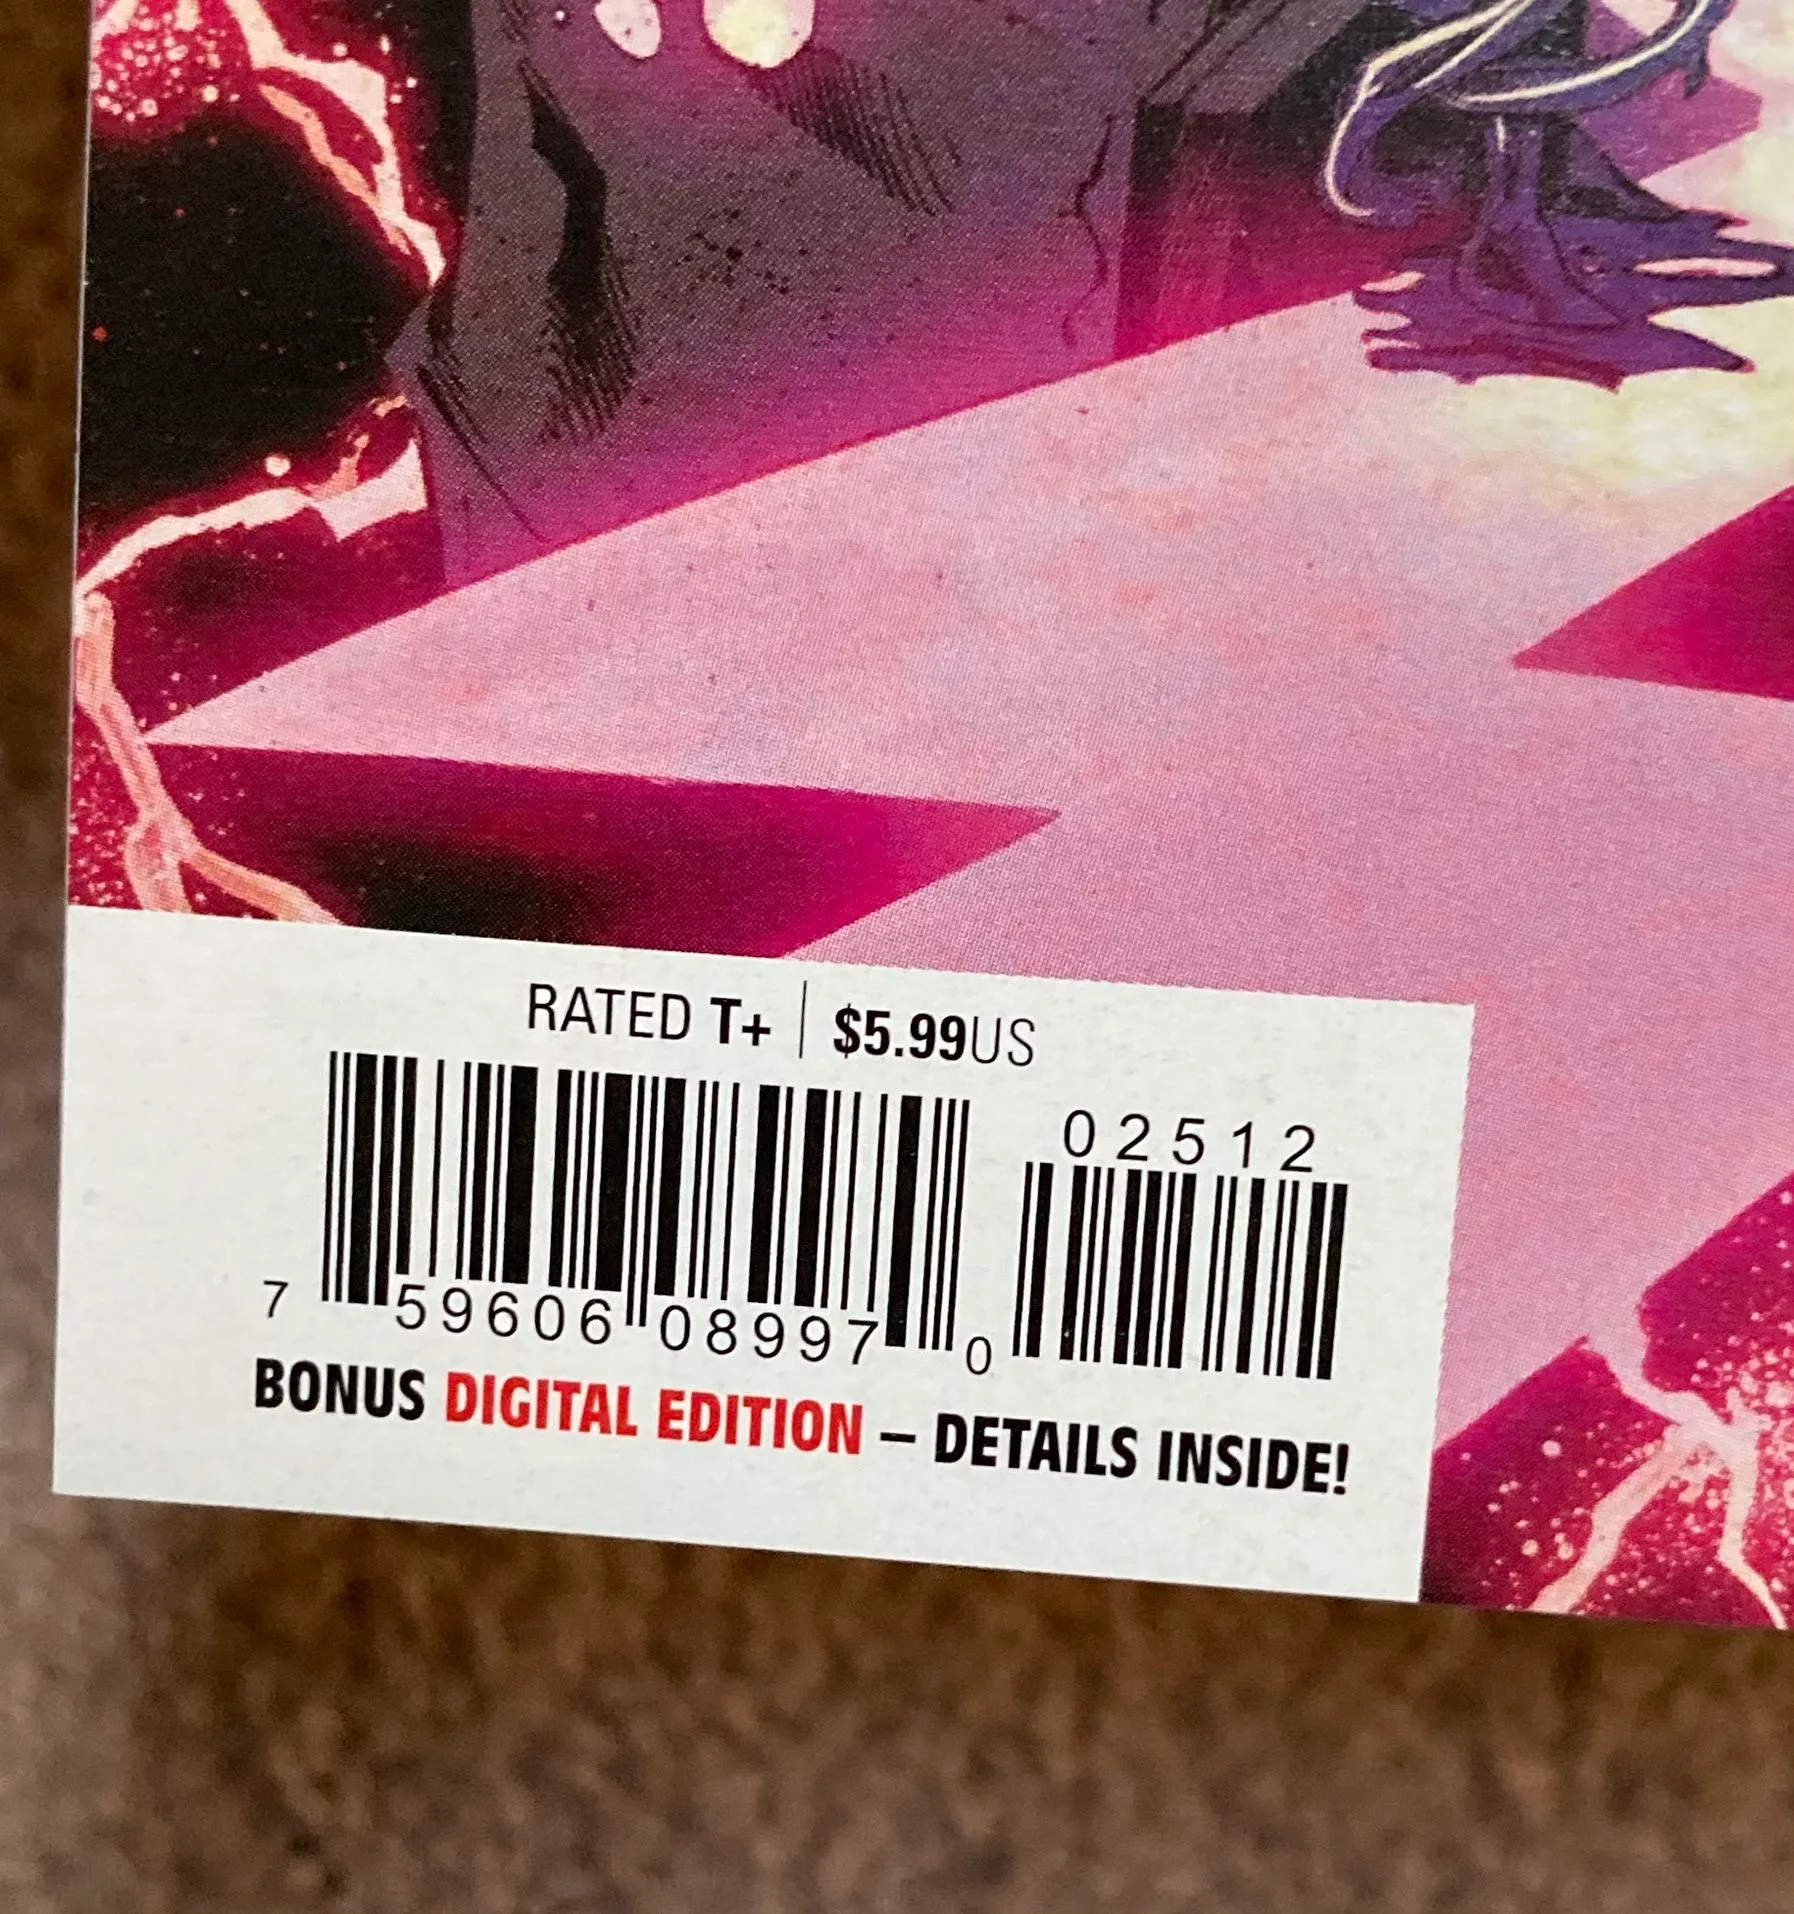 RATED T+ | $5.99US
02512
7 59606 08997 0
BONUS DIGITAL EDITION – DETAILS INSIDE!